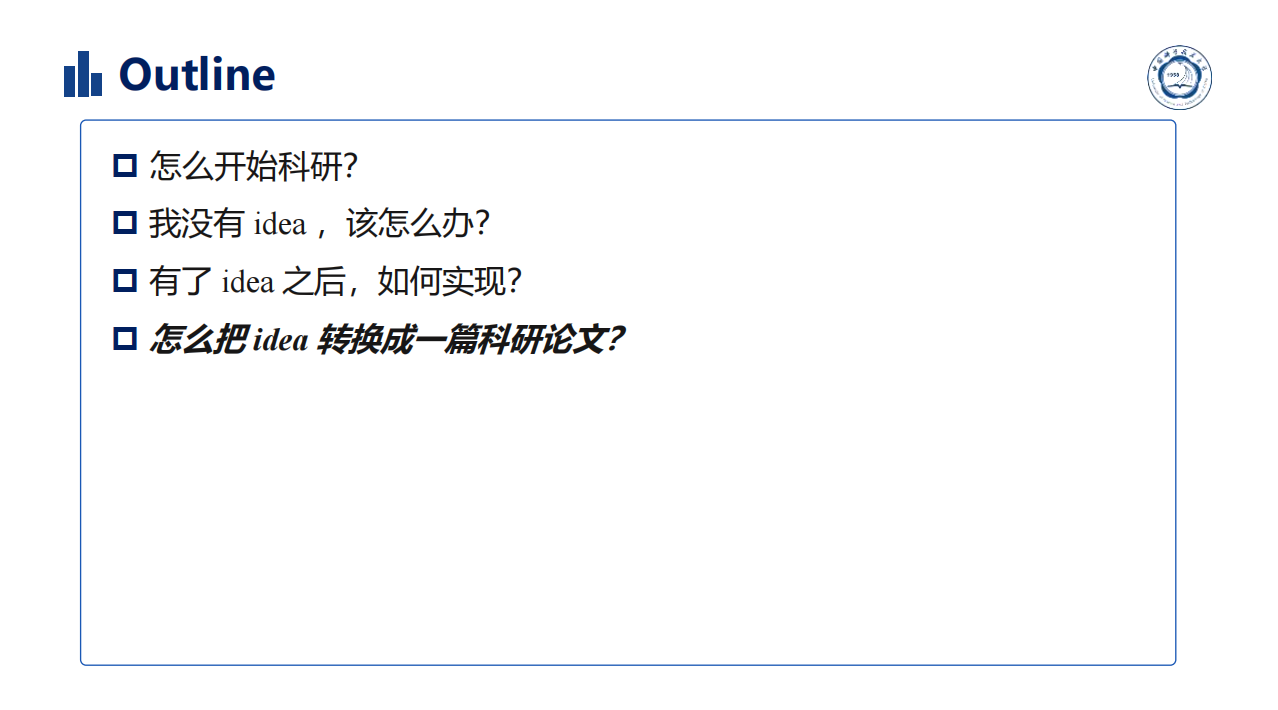 Outline
1958
怎么开始科研？
我没有 idea ，该怎么办？
有了 idea 之后，如何实现？
怎么把 idea 转换成一篇科研论文？